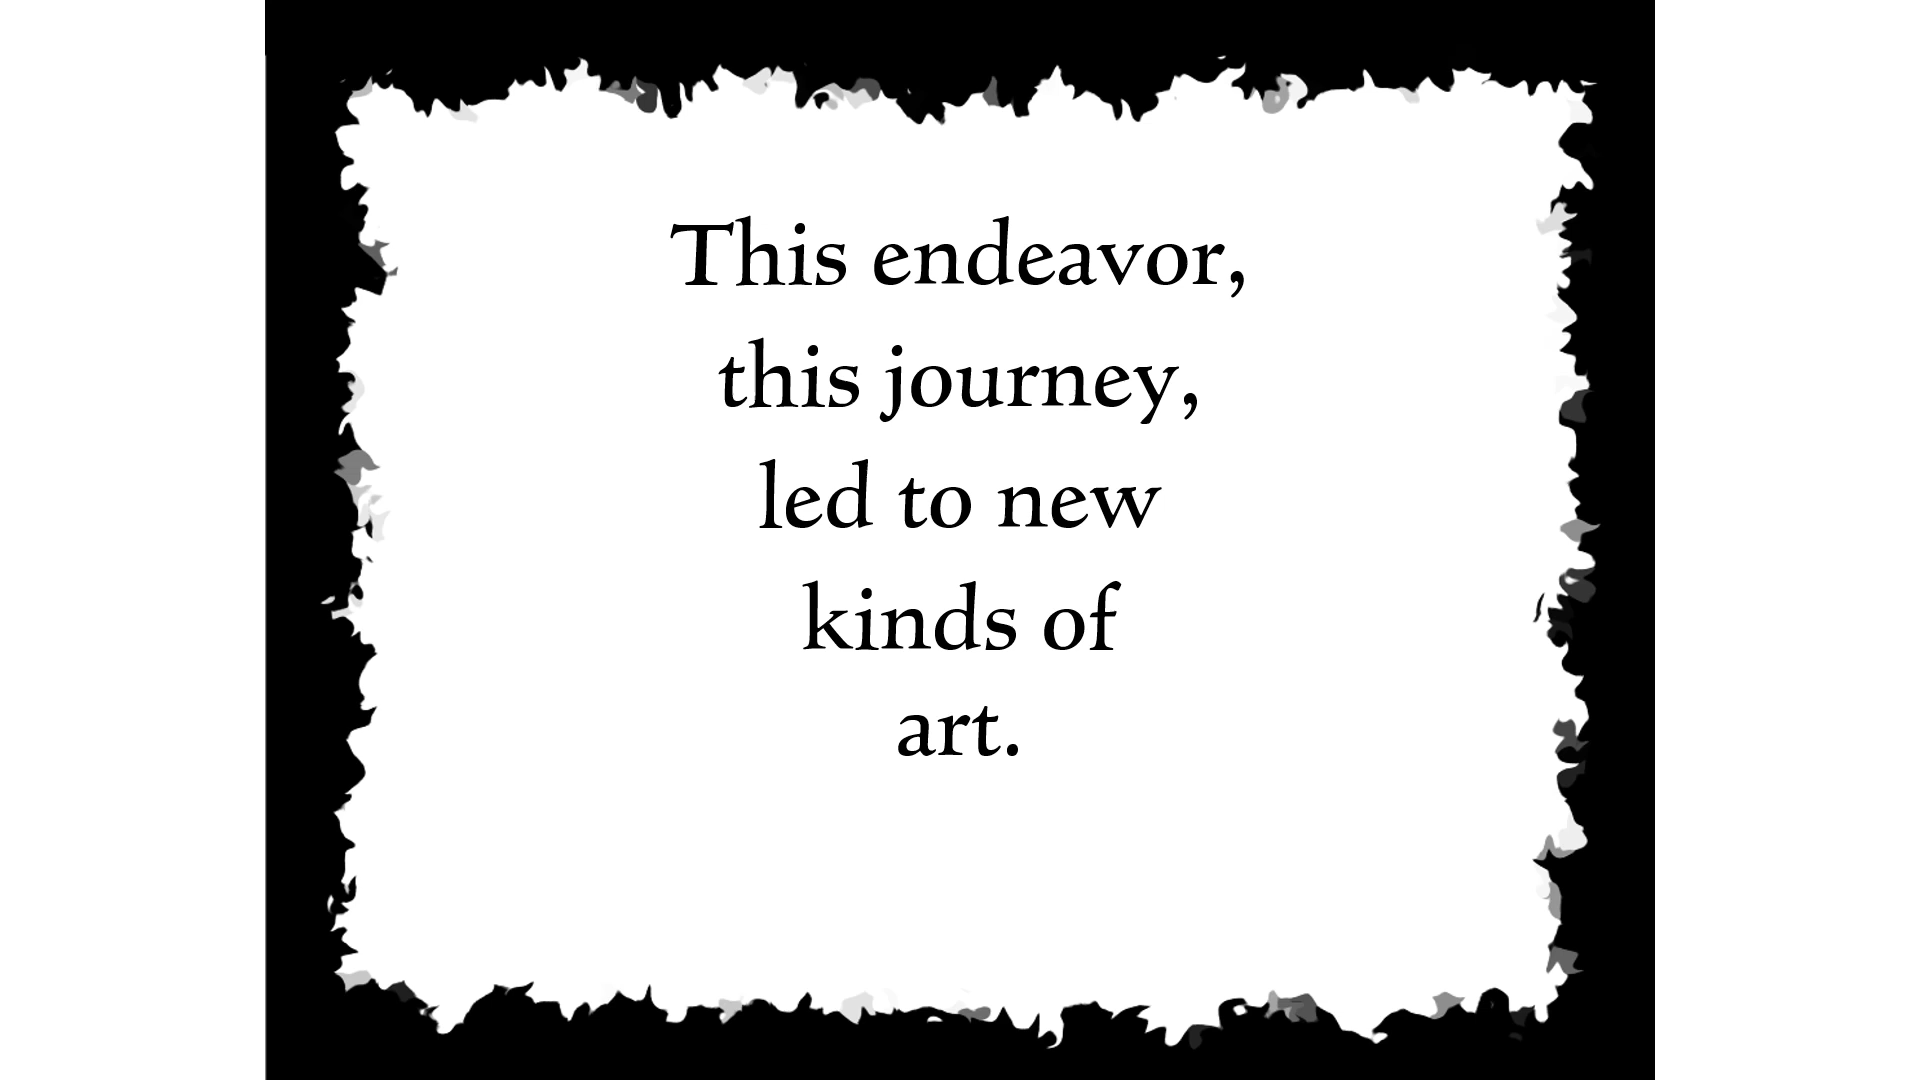 This endeavor,
this journey,
led to new
kinds of
art.